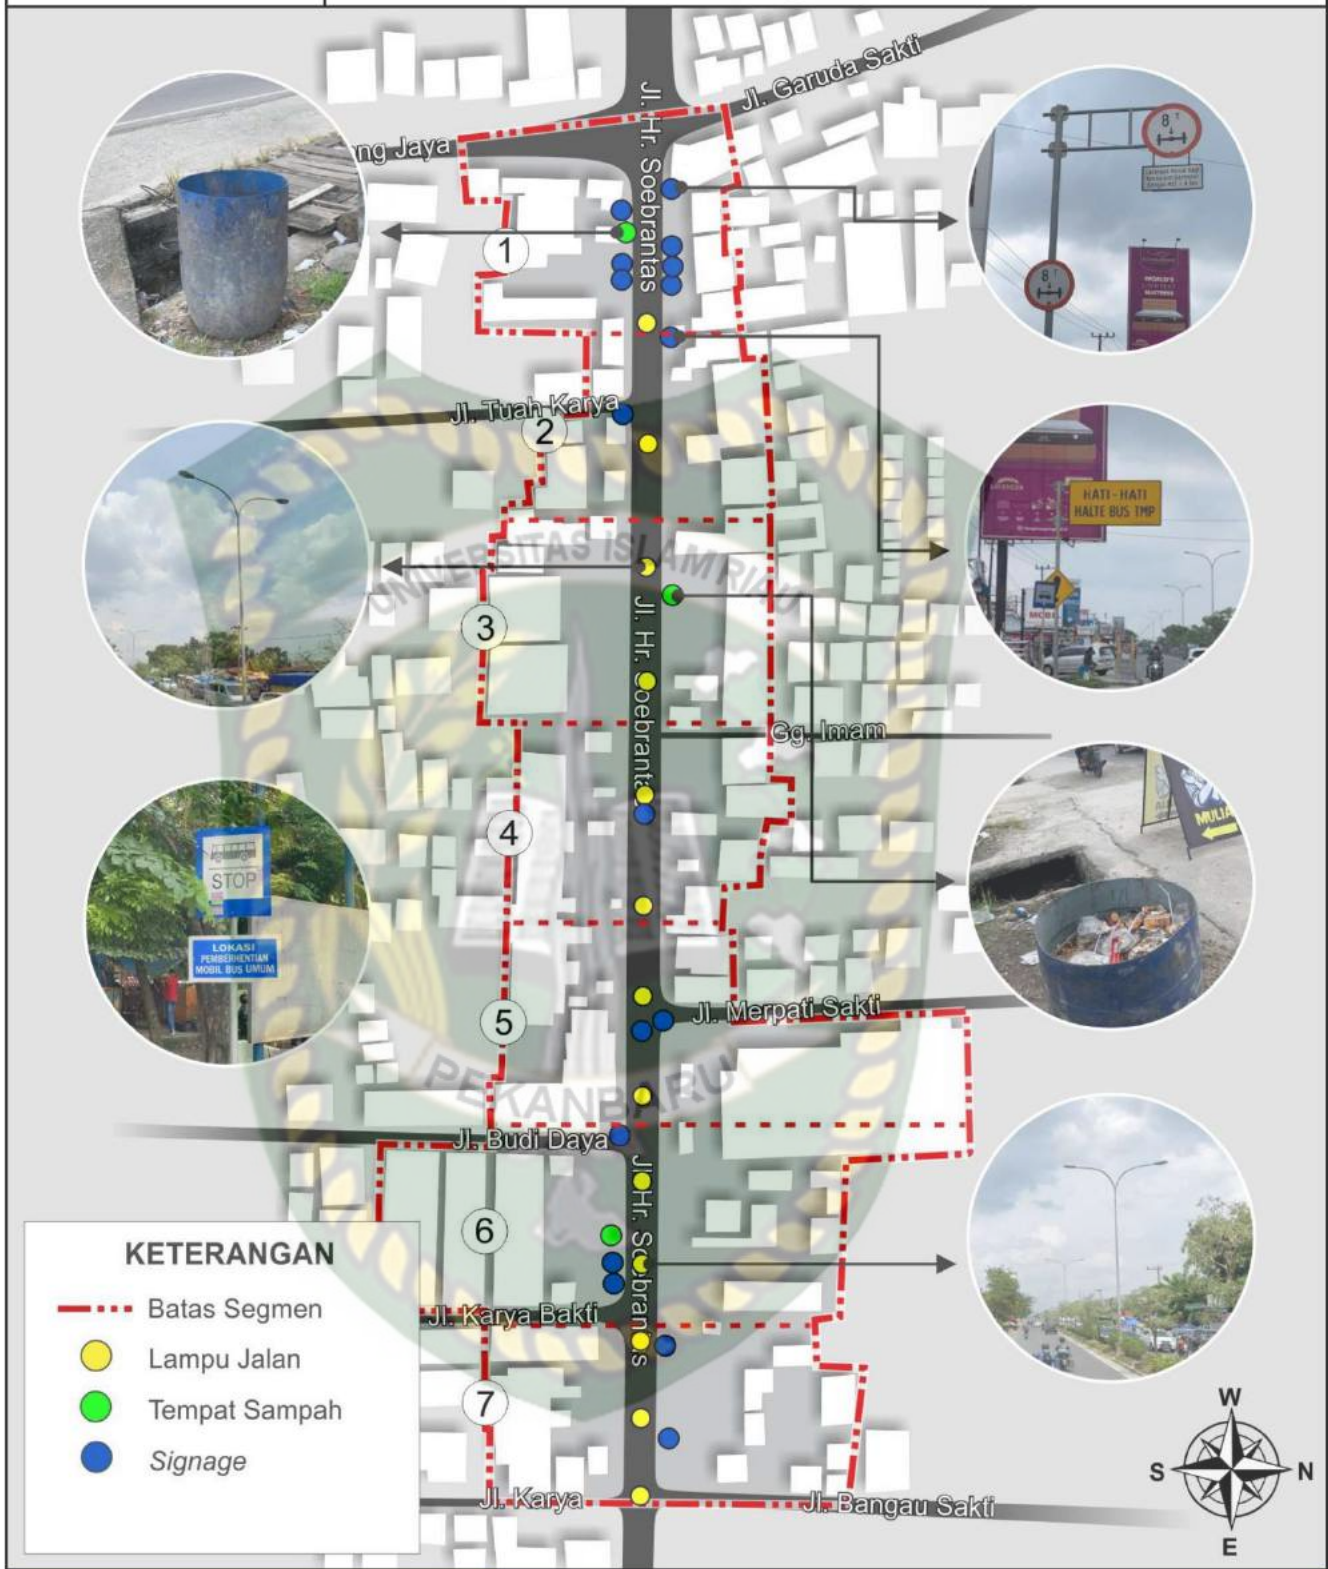 Jl. Garuda Sakti
ng Jaya
Jl. Hr. Soebrantas
8 t
8 t
1
Jl. Tuah Karya
2
HATI - HATI
HALTE BUS TMP
UNIVERSITAS ISLAM RIAU
3
Jl. Hr. Soebranta
Gg. Imam
4
MULIA
STOP
LOKASI
PEMBERHENTIAN
MOBIL BUS UMUM
Jl. Merpati Sakti
5
PEKANBARU
Jl. Budi Daya
Jl. Hr. Soebrantas
6
Jl. Karya Bakti
7
Jl. Karya
Jl. Bangau Sakti
KETERANGAN
Batas Segmen
Lampu Jalan
Tempat Sampah
Signage
W
S
N
E